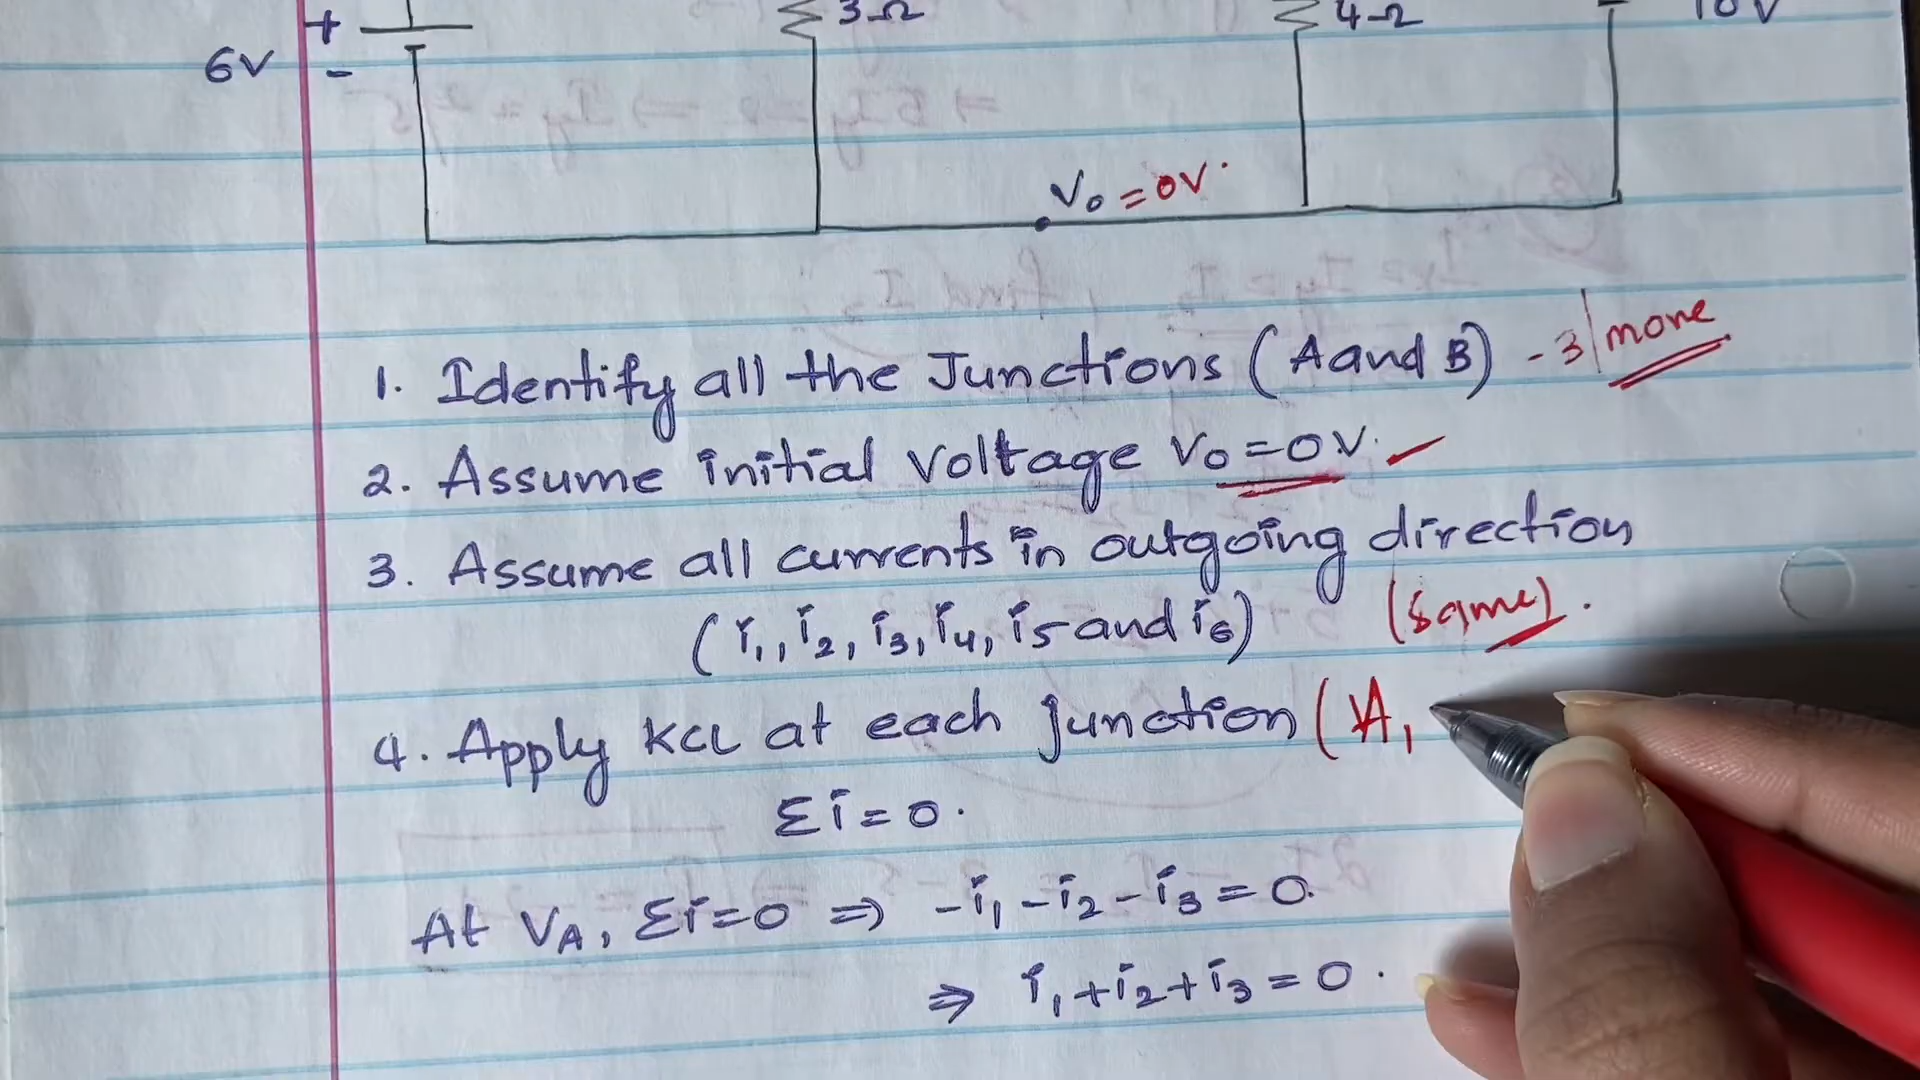 + 3Ω 4Ω 10V
6V -
V₀ = 0V.
1. Identify all the Junctions (A and B) - 3/more
2. Assume initial voltage V₀ = 0V.
3. Assume all currents in outgoing direction
(i₁, i₂, i₃, i₄, i₅ and i₆) (same).
4. Apply KCL at each junction (A,
Σi = 0.
At VA, Σi=0 ⇒ -i₁ - i₂ - i₃ = 0.
⇒ i₁ + i₂ + i₃ = 0.